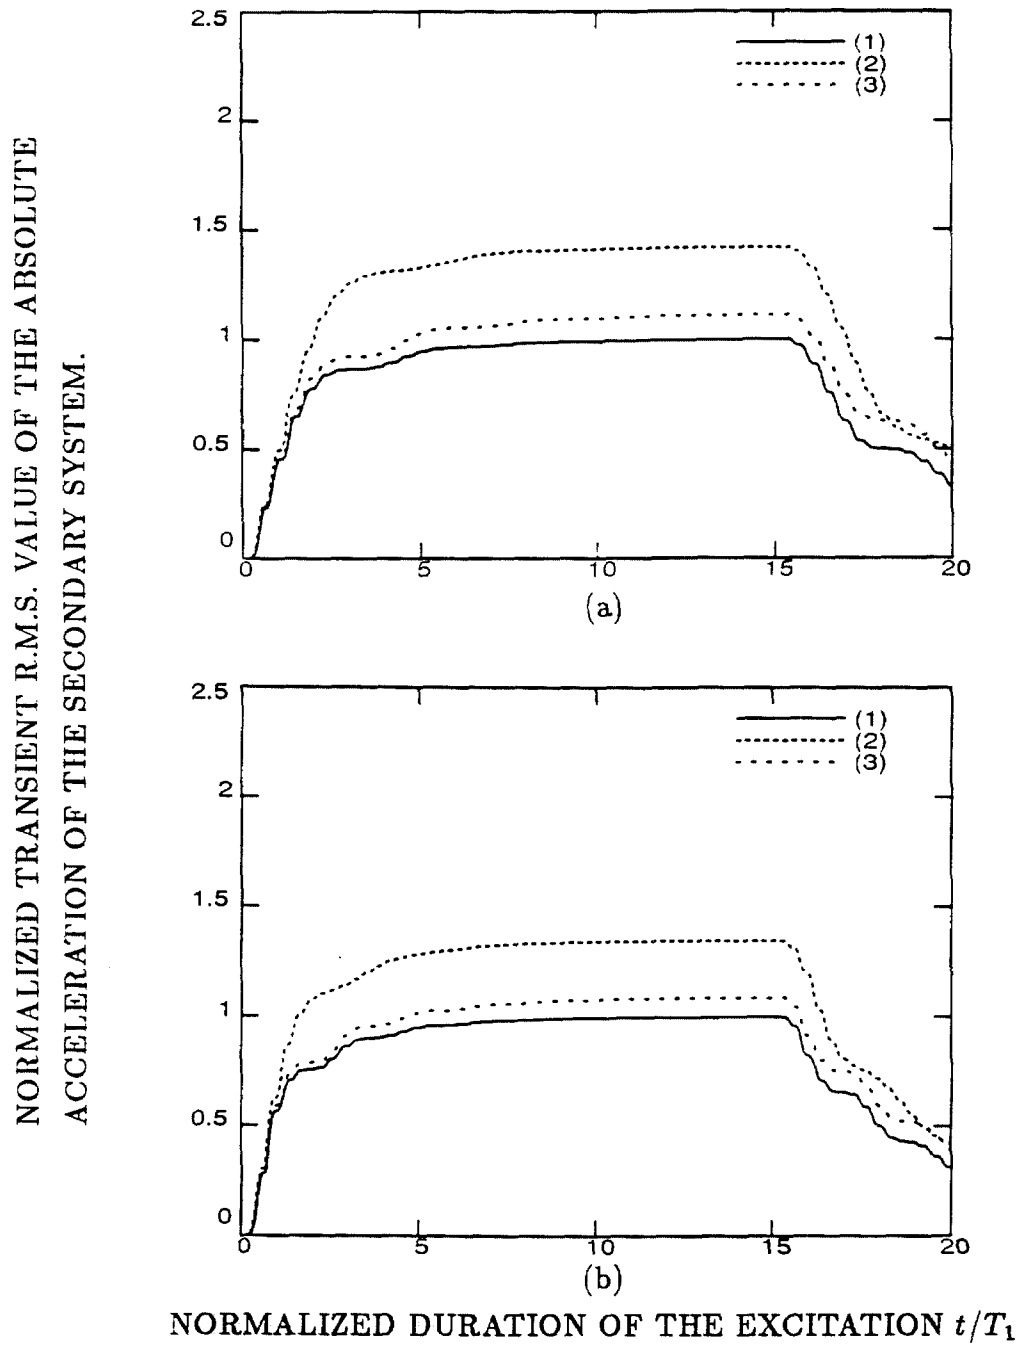 NORMALIZED TRANSIENT R.M.S. VALUE OF THE ABSOLUTE
ACCELERATION OF THE SECONDARY SYSTEM.
2.5
2
1.5
1
0.5
0
0 5 10 15 20
(1)
(2)
(3)
(a)
2.5
2
1.5
1
0.5
0
0 5 10 15 20
(1)
(2)
(3)
(b)
NORMALIZED DURATION OF THE EXCITATION t/T₁